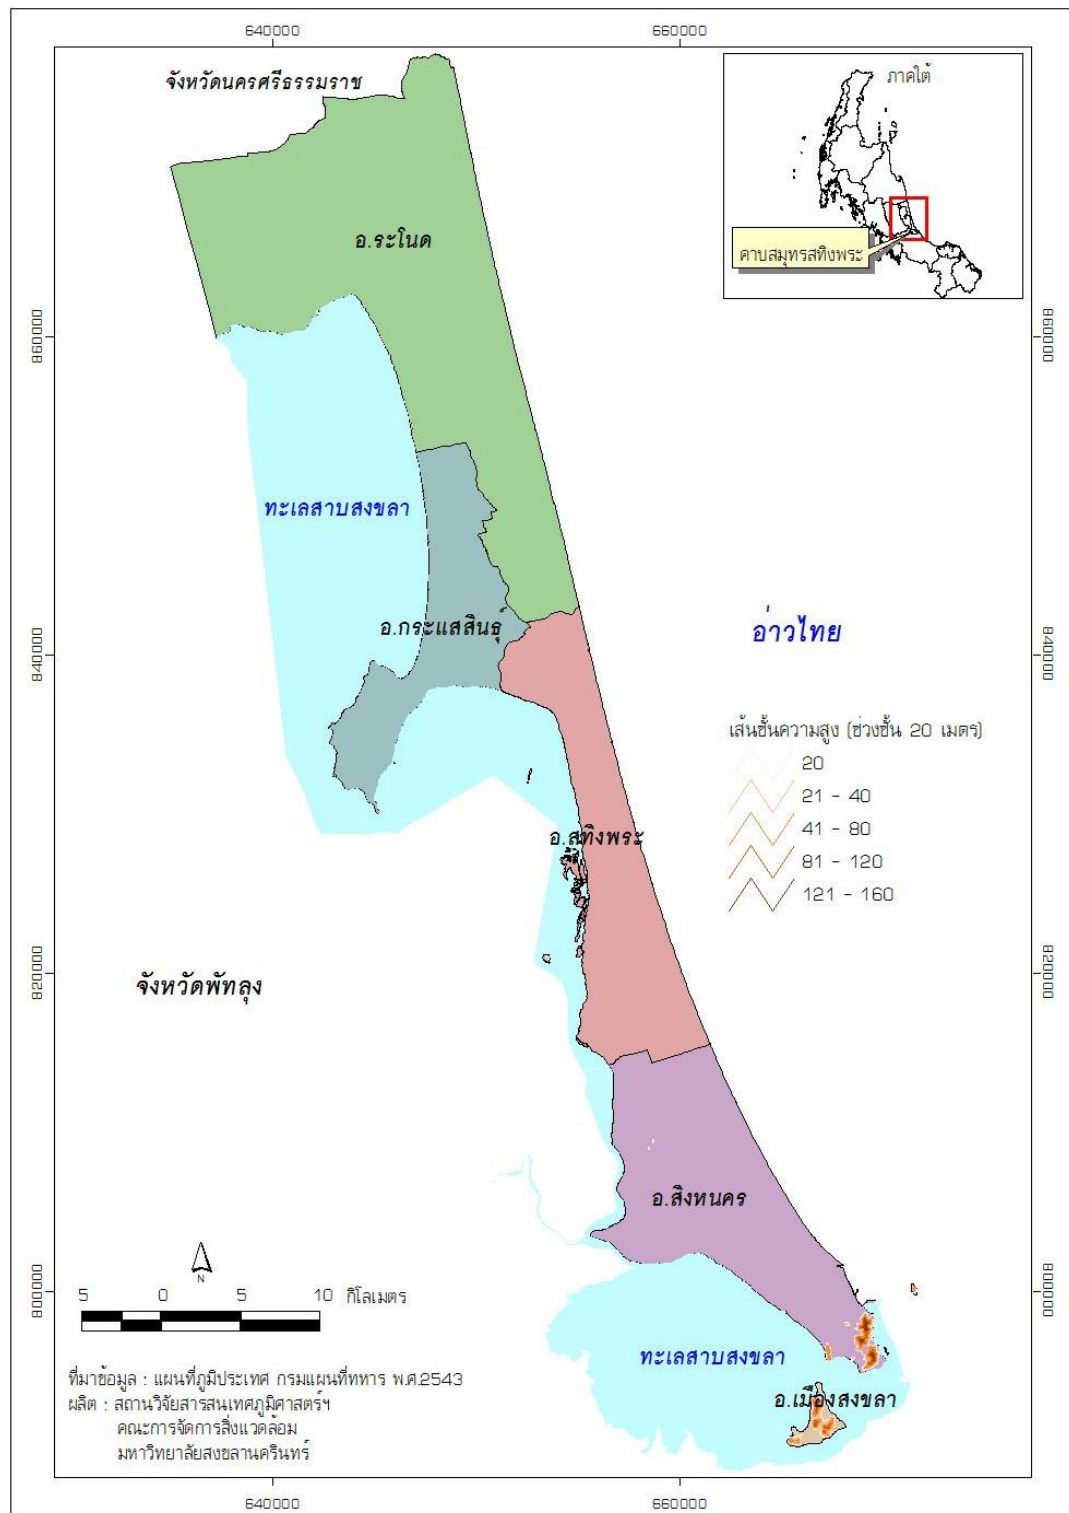 640000
660000
จังหวัดนครศรีธรรมราช
ภาคใต้
คาบสมุทรสทิงพระ
อ.ระโนด
860000
860000
ทะเลสาบสงขลา
อ.กระแสสินธุ์
อ่าวไทย
840000
840000
เส้นชั้นความสูง (ช่วงชั้น 20 เมตร)
20
21 - 40
41 - 80
81 - 120
121 - 160
อ.สทิงพระ
820000
820000
จังหวัดพัทลุง
อ.สิงหนคร
N
800000
800000
5 0 5 10 กิโลเมตร
ทะเลสาบสงขลา
อ.เมืองสงขลา
ที่มาข้อมูล : แผนที่ภูมิประเทศ กรมแผนที่ทหาร พ.ศ.2543
ผลิต : สถานวิจัยสารสนเทศภูมิศาสตร์ฯ
คณะการจัดการสิ่งแวดล้อม
มหาวิทยาลัยสงขลานครินทร์
640000
660000